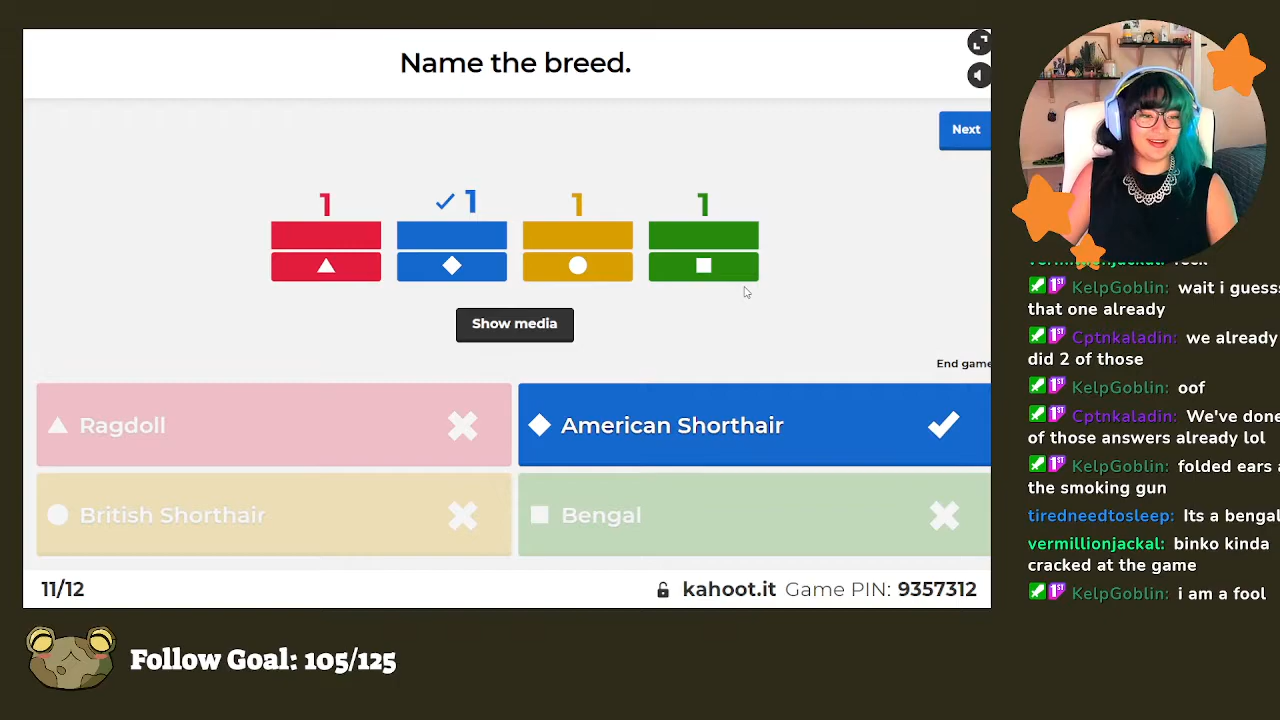 Name the breed.
Next
1
1
1
1
Show media
End game
Ragdoll
American Shorthair
British Shorthair
Bengal
11/12
kahoot.it Game PIN: 9357312
Follow Goal: 105/125
KelpGoblin: wait i guess
that one already
Cptnkaladin: we already
did 2 of those
KelpGoblin: oof
Cptnkaladin: We've done
of those answers already lol
KelpGoblin: folded ears a
the smoking gun
tiredneedtosleep: Its a bengal
vermillionjackal: binko kinda
cracked at the game
KelpGoblin: i am a fool